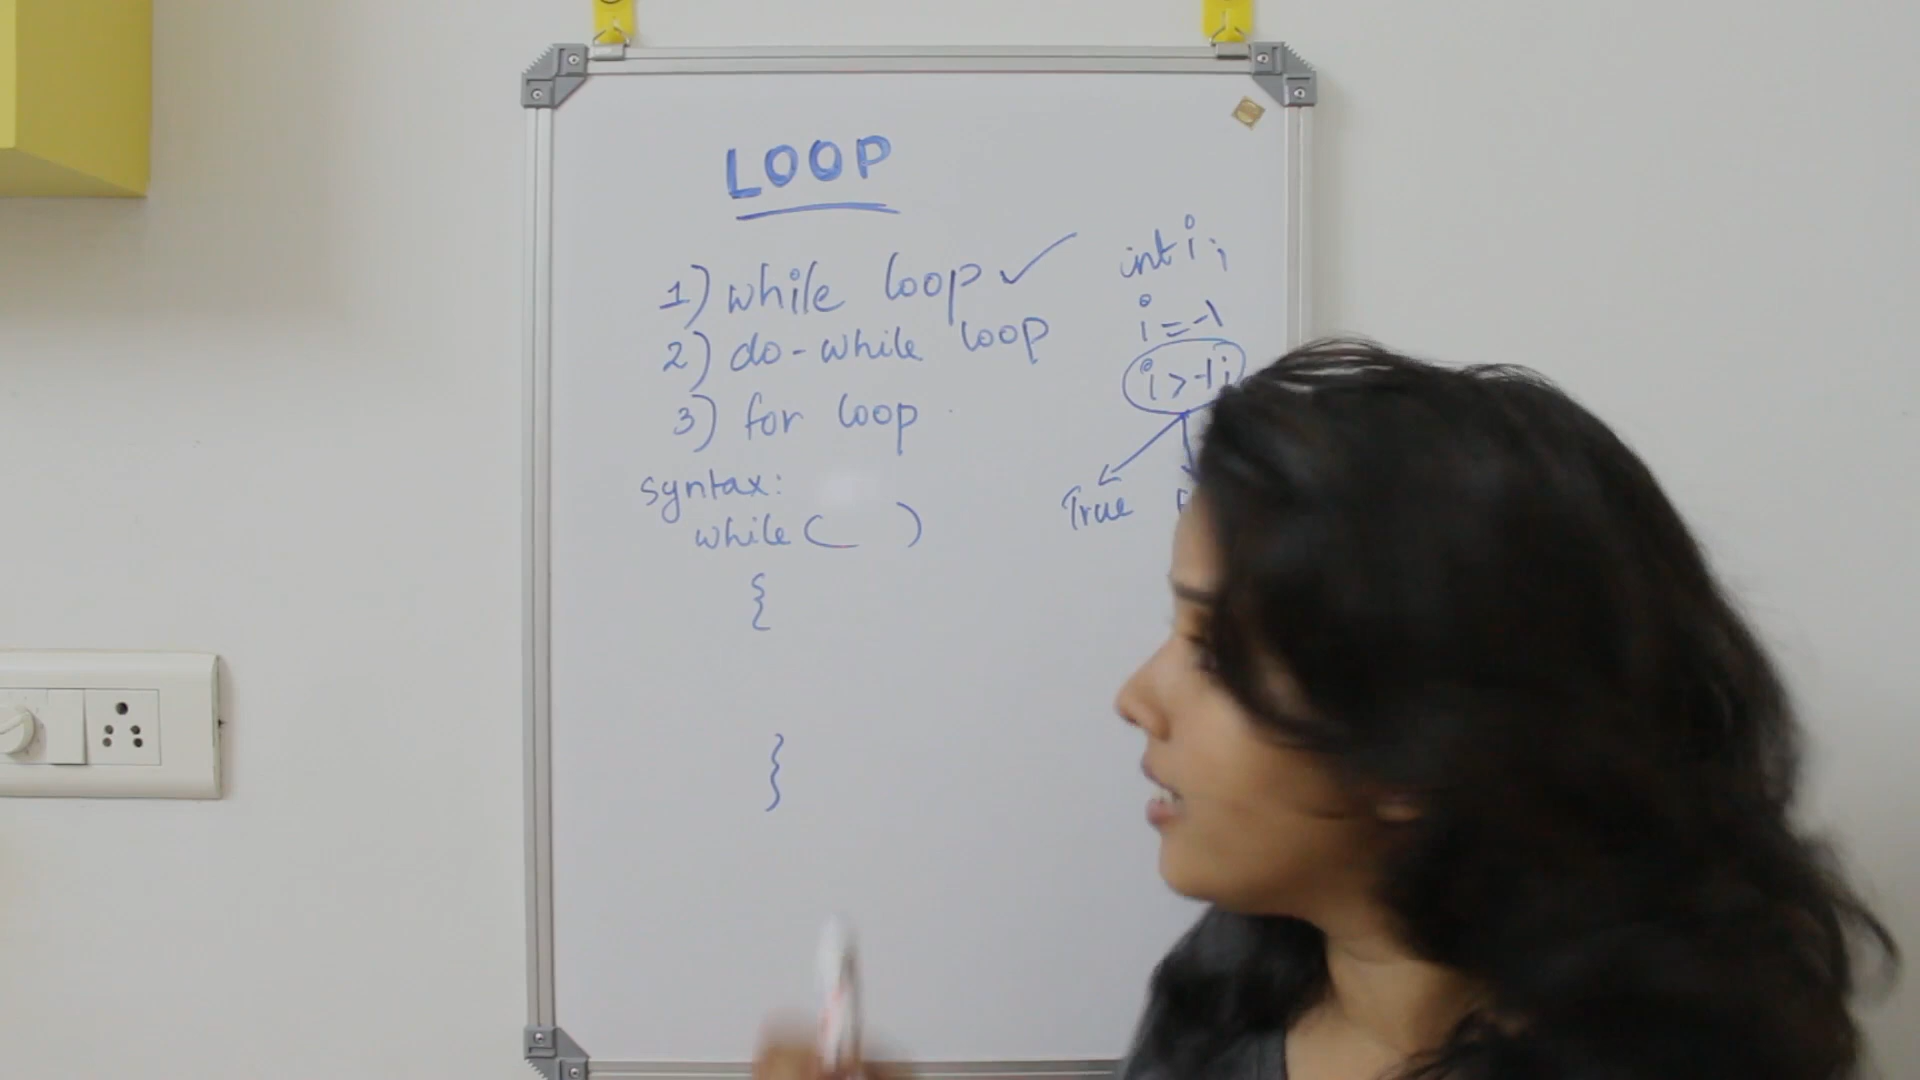 LOOP
1) while loop ✓
2) do-while loop
3) for loop
syntax:
while ( )
{
}
int i ;
i = -1
i > -1 ;
True